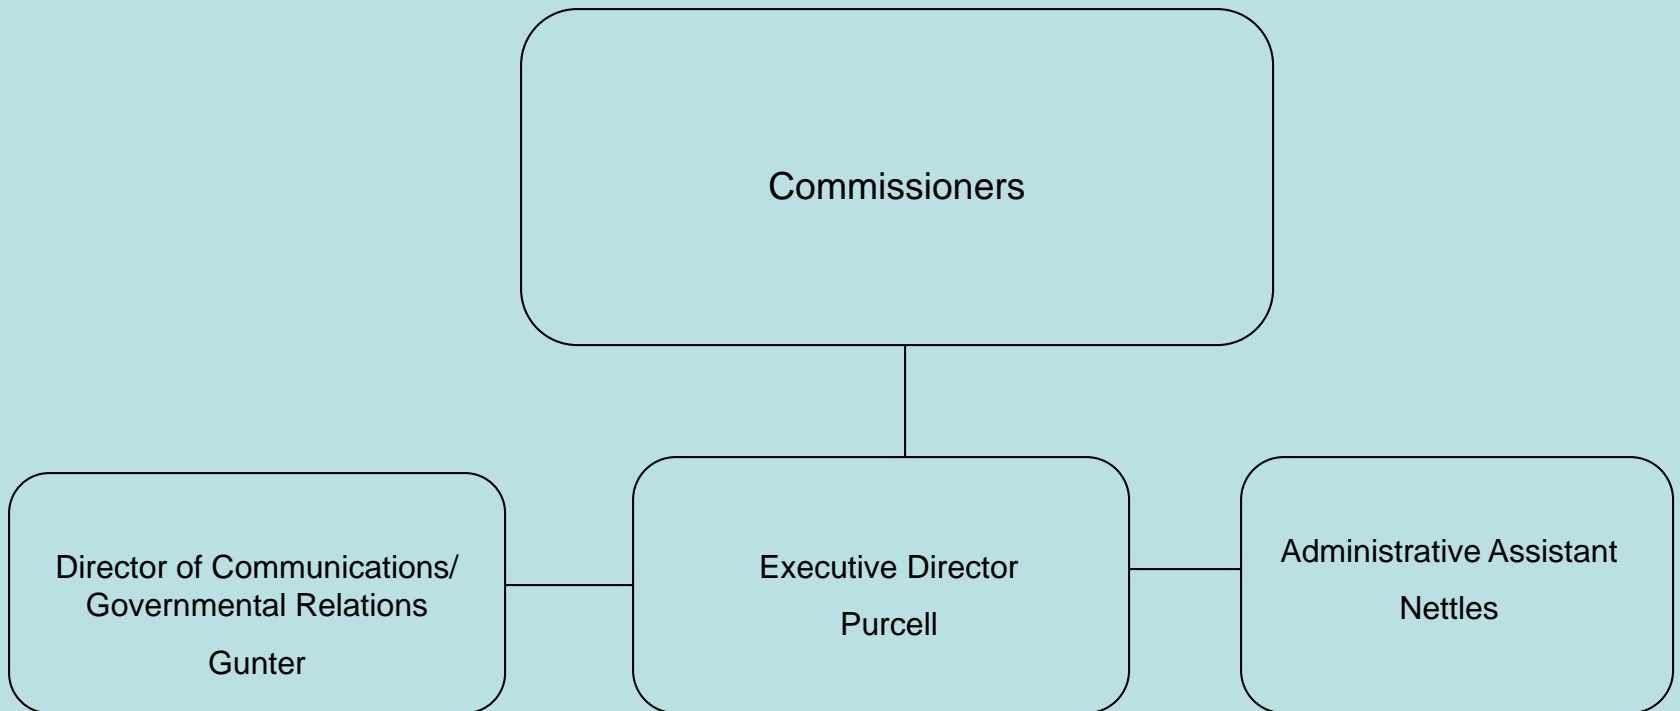 Commissioners
Director of Communications/
Governmental Relations
Gunter
Executive Director
Purcell
Administrative Assistant
Nettles